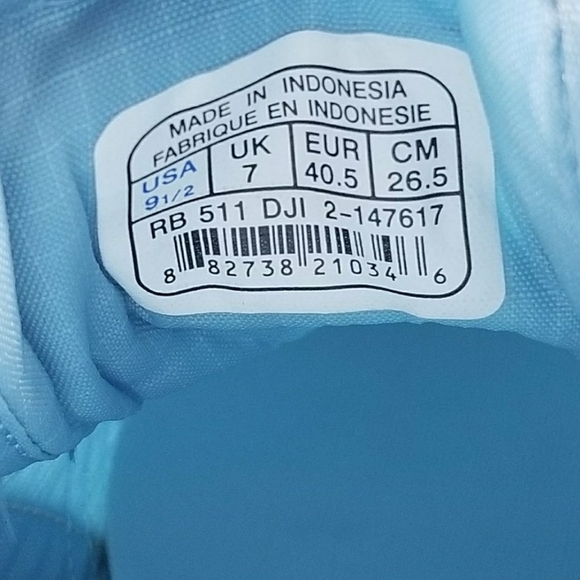 MADE IN INDONESIA
FABRIQUE EN INDONESIE
USA UK EUR CM
9 1/2 7 40.5 26.5
RB 511 DJI 2-147617
8 82738 21034 6